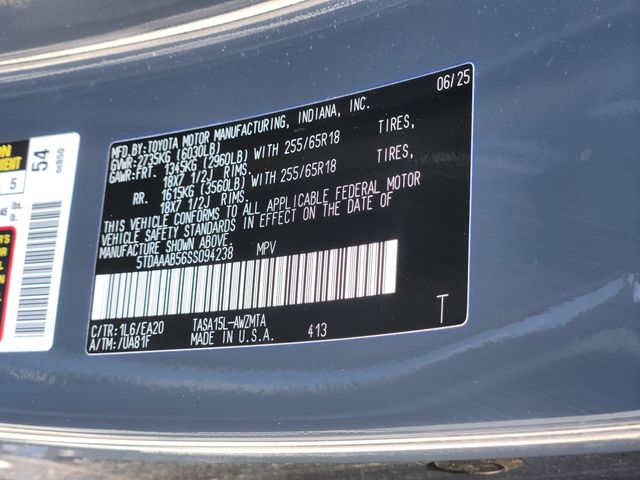 06/25
MFD.BY:TOYOTA MOTOR MANUFACTURING, INDIANA, INC.
GVWR:2735KG (6030LB)
GAWR:FRT. 1345KG (2960LB) WITH 255/65R18 TIRES,
18X7 1/2J RIMS.
RR. 1615KG (3560LB) WITH 255/65R18 TIRES,
18X7 1/2J RIMS.
THIS VEHICLE CONFORMS TO ALL APPLICABLE FEDERAL MOTOR
VEHICLE SAFETY STANDARDS IN EFFECT ON THE DATE OF
MANUFACTURE SHOWN ABOVE.
5TDAAAB56SS094238 MPV
C/TR:1L6/EA20 TASA15L-AWZMTA
A/TM:/UA81F MADE IN U.S.A. 413
T
54
5